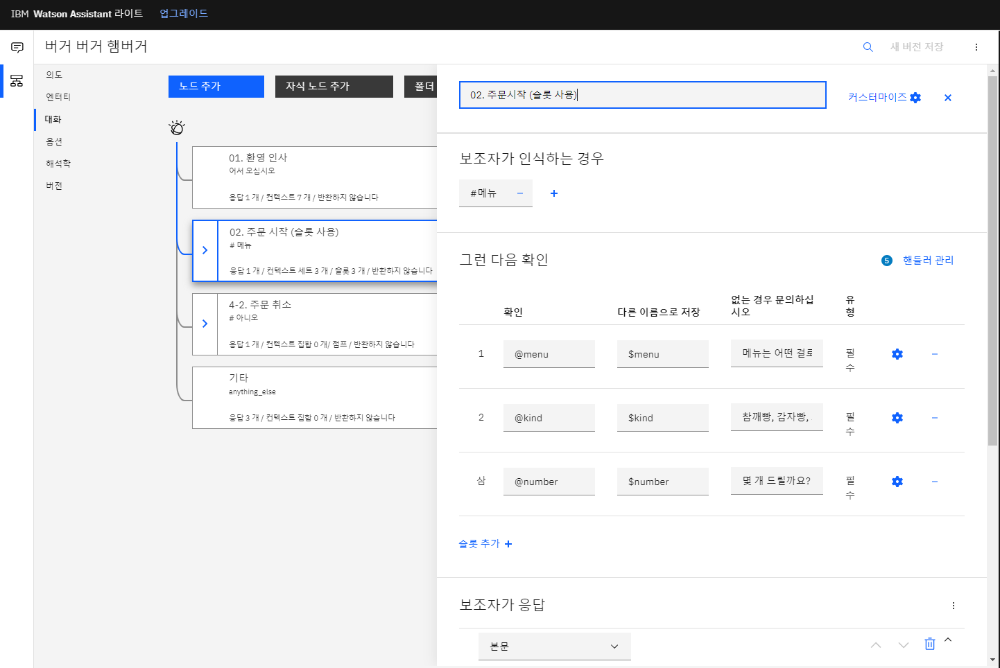 IBM Watson Assistant 라이트 업그레이드
버거 버거 햄버거
새 버전 저장
의도
엔터티
대화
옵션
해석학
버전
노드 추가
자식 노드 추가
폴더
01. 환영 인사
어서 오십시오
응답 1 개 / 컨텍스트 7 개 / 반환하지 않습니다
02. 주문 시작 (슬롯 사용)
# 메뉴
응답 1 개 / 컨텍스트 세트 3 개 / 슬롯 3 개 / 반환하지 않습니다
4-2. 주문 취소
# 아니오
응답 1 개 / 컨텍스트 집합 0 개/ 점프 / 반환하지 않습니다
기타
anything_else
응답 3 개 / 컨텍스트 집합 0 개 / 반환하지 않습니다
02. 주문시작 (슬롯 사용)
커스터마이즈
보조자가 인식하는 경우
#메뉴
그런 다음 확인
5 핸들러 관리
확인
다른 이름으로 저장
없는 경우 문의하십
시오
유
형
1 @menu $menu 메뉴는 어떤 걸로 필
수
2 @kind $kind 참깨빵, 감자빵, 필
수
삼 @number $number 몇 개 드릴까요? 필
수
슬롯 추가 +
보조자가 응답
본문